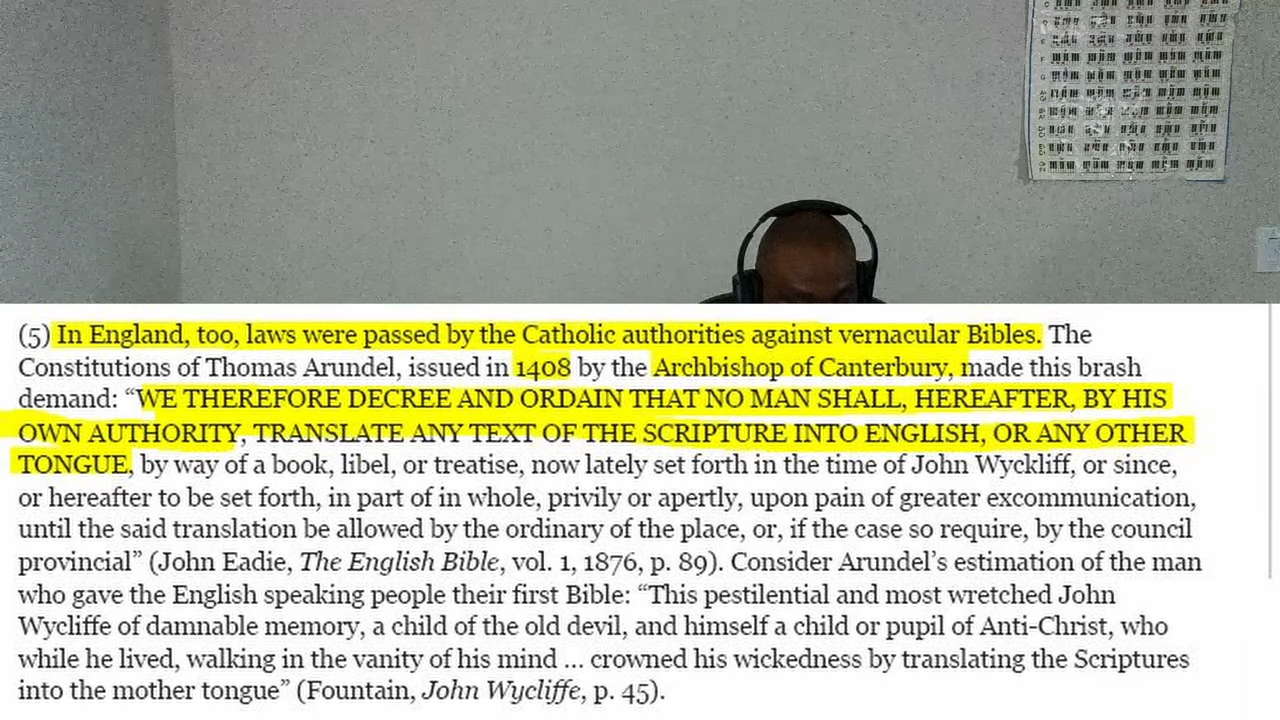 (5) In England, too, laws were passed by the Catholic authorities against vernacular Bibles. The
Constitutions of Thomas Arundel, issued in 1408 by the Archbishop of Canterbury, made this brash
demand: “WE THEREFORE DECREE AND ORDAIN THAT NO MAN SHALL, HEREAFTER, BY HIS
OWN AUTHORITY, TRANSLATE ANY TEXT OF THE SCRIPTURE INTO ENGLISH, OR ANY OTHER
TONGUE, by way of a book, libel, or treatise, now lately set forth in the time of John Wyckliff, or since,
or hereafter to be set forth, in part of in whole, privily or apertly, upon pain of greater excommunication,
until the said translation be allowed by the ordinary of the place, or, if the case so require, by the council
provincial” (John Eadie, The English Bible, vol. 1, 1876, p. 89). Consider Arundel’s estimation of the man
who gave the English speaking people their first Bible: “This pestilential and most wretched John
Wycliffe of damnable memory, a child of the old devil, and himself a child or pupil of Anti-Christ, who
while he lived, walking in the vanity of his mind ... crowned his wickedness by translating the Scriptures
into the mother tongue” (Fountain, John Wycliffe, p. 45).